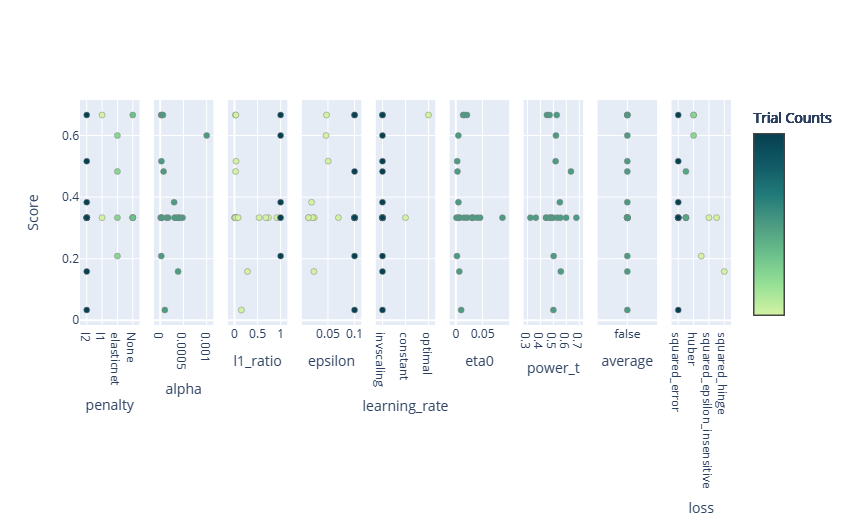 Trial Counts
Score
0.6
0.4
0.2
0
l2
l1
elasticnet
None
penalty
0
0.0005
0.001
alpha
0 0.5 1
l1_ratio
0.05 0.1
epsilon
invscaling
constant
optimal
learning_rate
0 0.05
eta0
0.3
0.4
0.5
0.6
0.7
power_t
false
average
squared_error
huber
squared_epsilon_insensitive
squared_hinge
loss